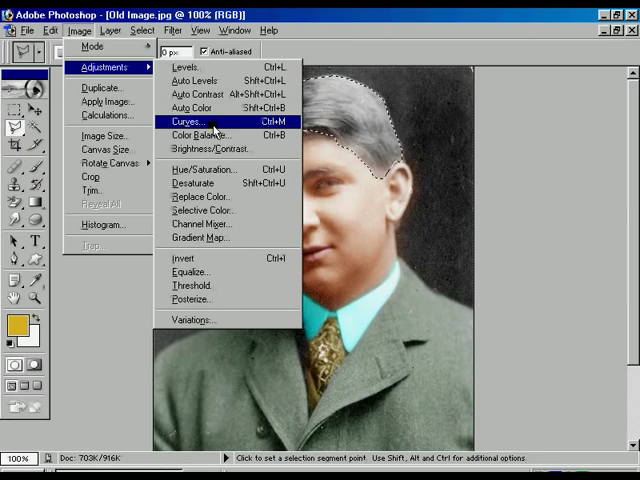 Adobe Photoshop - [Old Image.jpg @ 100% (RGB)]
File Edit Image Layer Select Filter View Window Help
0 px Anti-aliased
Mode
Adjustments
Duplicate...
Apply Image...
Calculations...
Image Size...
Canvas Size...
Rotate Canvas
Crop
Trim...
Reveal All
Histogram...
Trap...
Levels... Ctrl+L
Auto Levels Shift+Ctrl+L
Auto Contrast Alt+Shft+Ctrl+L
Auto Color Shft+Ctrl+B
Curves... Ctrl+M
Color Balance... Ctrl+B
Brightness/Contrast...
Hue/Saturation... Ctrl+U
Desaturate Shft+Ctrl+U
Replace Color...
Selective Color...
Channel Mixer...
Gradient Map...
Invert Ctrl+I
Equalize...
Threshold...
Posterize...
Variations...
T
100% Doc: 703K/916K Click to set a selection segment point. Use Shift, Alt and Ctrl for additional options.